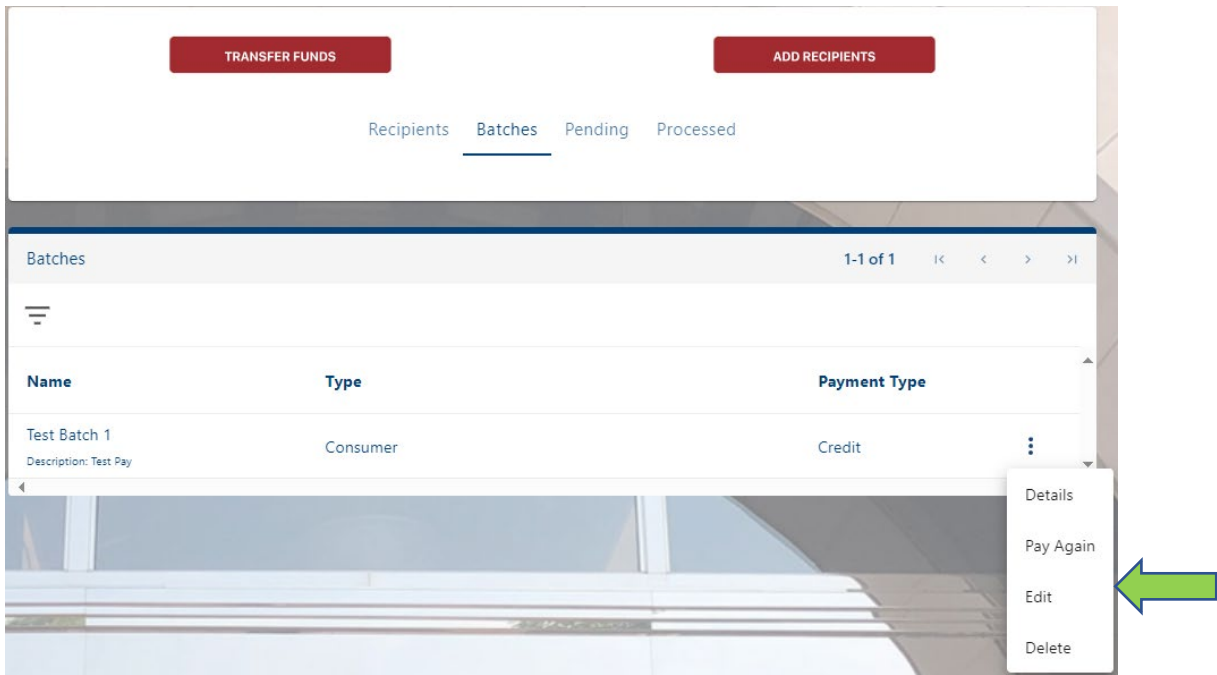 TRANSFER FUNDS ADD RECIPIENTS
Recipients Batches Pending Processed
Batches 1-1 of 1
Name Type Payment Type
Test Batch 1
Consumer Credit
Description: Test Pay
Details
Pay Again
Edit
Delete